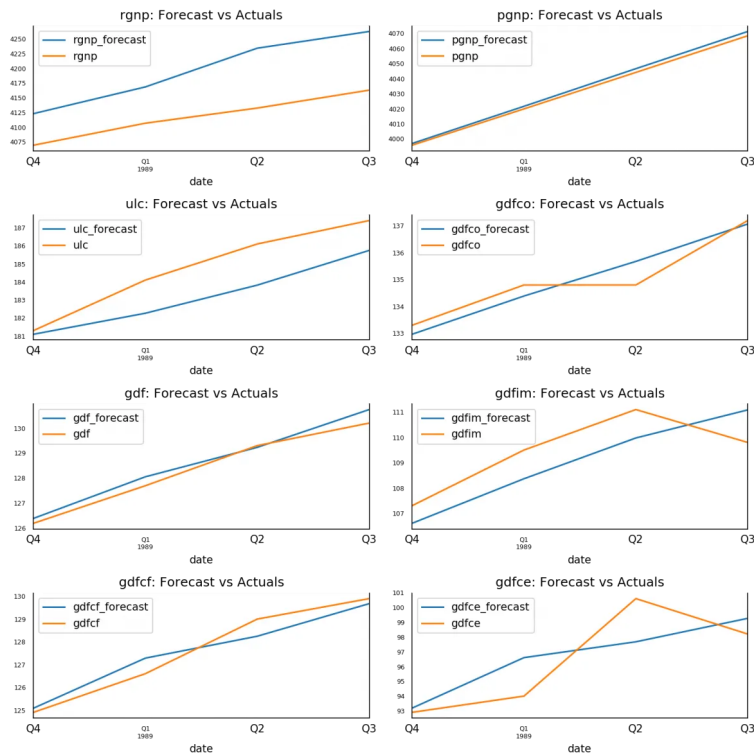 rgnp: Forecast vs Actuals
rgnp_forecast
rgnp
4250
4225
4200
4175
4150
4125
4100
4075
Q4 Q1 Q2 Q3
1989
date
pgnp: Forecast vs Actuals
pgnp_forecast
pgnp
4070
4060
4050
4040
4030
4020
4010
4000
Q4 Q1 Q2 Q3
1989
date
ulc: Forecast vs Actuals
ulc_forecast
ulc
187
186
185
184
183
182
181
Q4 Q1 Q2 Q3
1989
date
gdfco: Forecast vs Actuals
gdfco_forecast
gdfco
137
136
135
134
133
Q4 Q1 Q2 Q3
1989
date
gdf: Forecast vs Actuals
gdf_forecast
gdf
130
129
128
127
126
Q4 Q1 Q2 Q3
1989
date
gdfim: Forecast vs Actuals
gdfim_forecast
gdfim
111
110
109
108
107
Q4 Q1 Q2 Q3
1989
date
gdfcf: Forecast vs Actuals
gdfcf_forecast
gdfcf
130
129
128
127
126
125
Q4 Q1 Q2 Q3
1989
date
gdfce: Forecast vs Actuals
gdfce_forecast
gdfce
101
100
99
98
97
96
95
94
93
Q4 Q1 Q2 Q3
1989
date